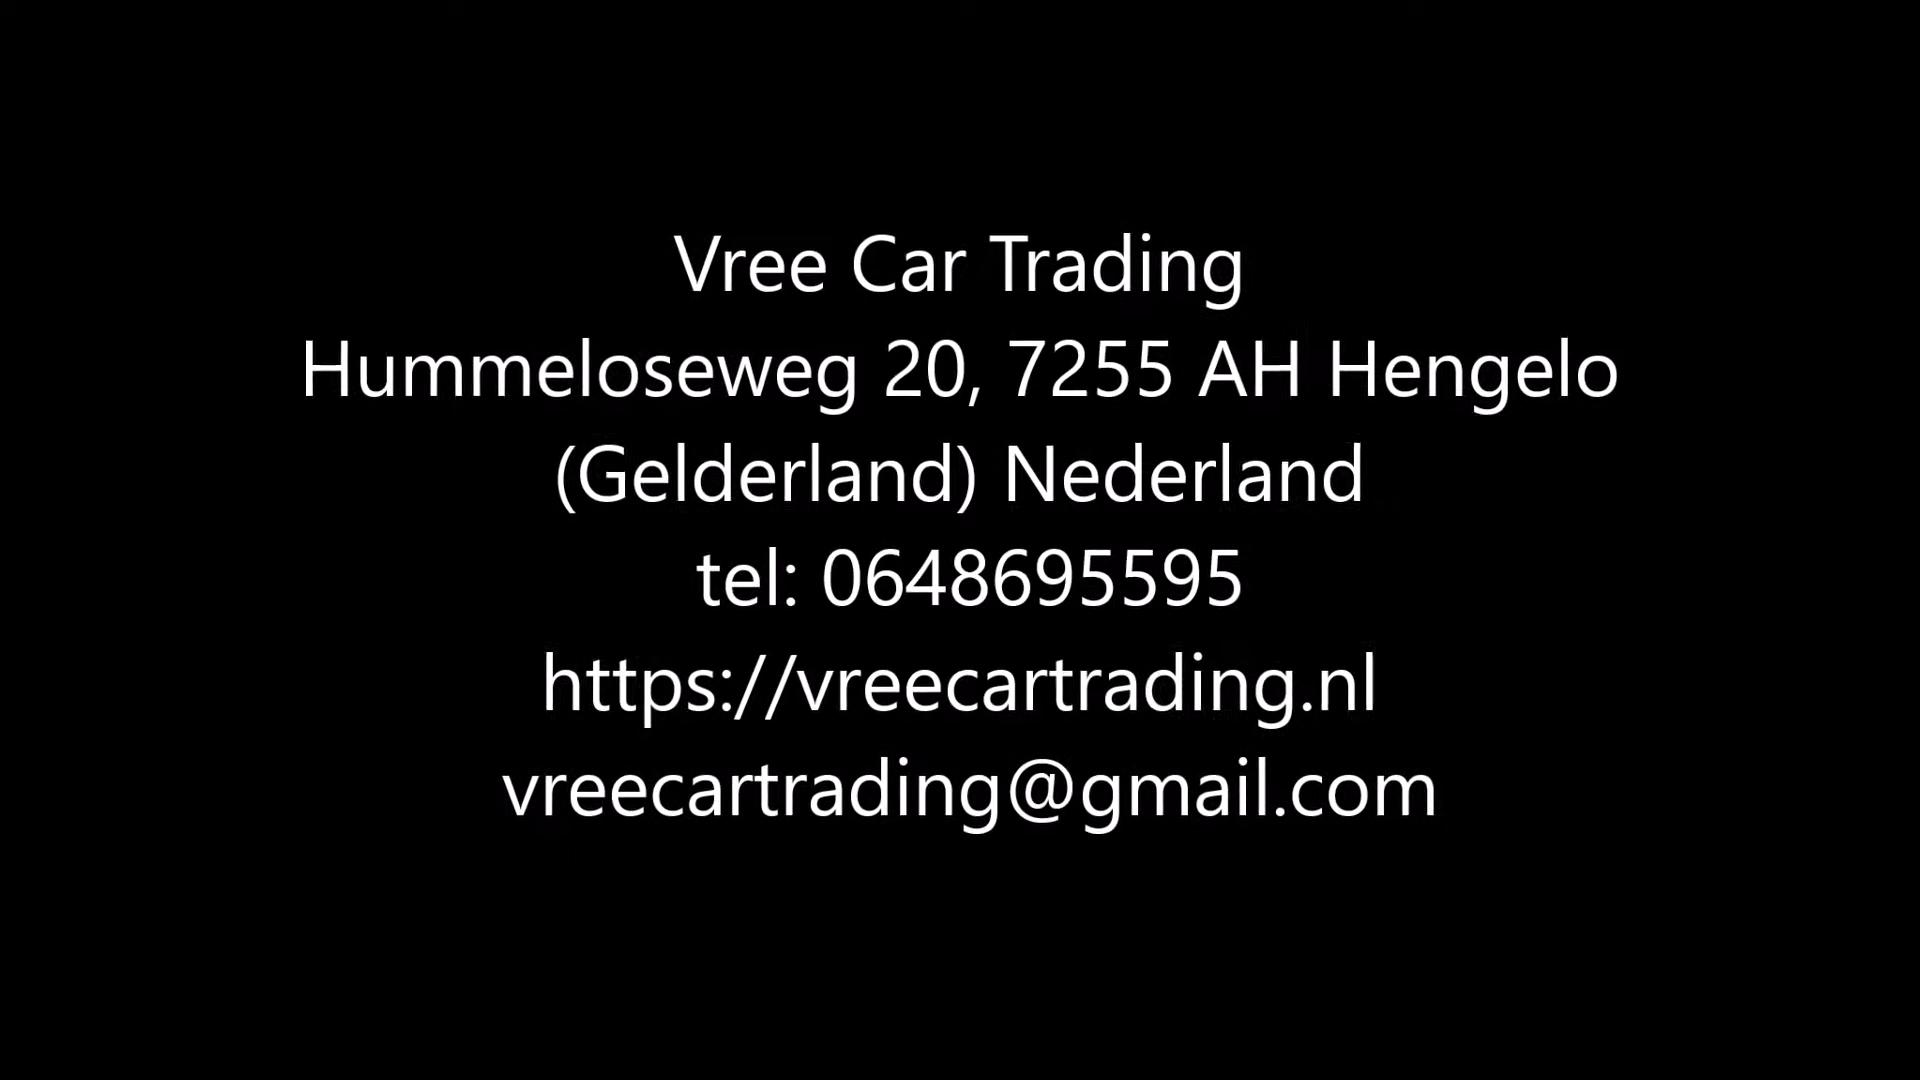 Vree Car Trading
Hummeloseweg 20, 7255 AH Hengelo
(Gelderland) Nederland
tel: 0648695595
https://vreecartrading.nl
vreecartrading@gmail.com